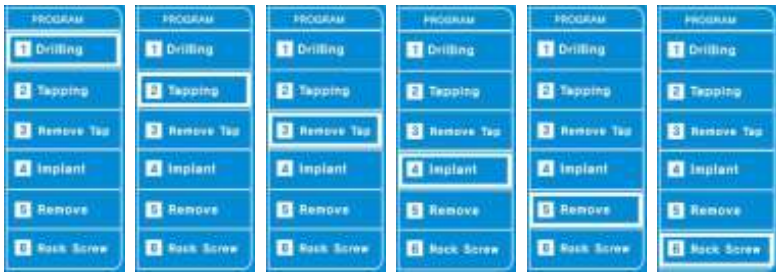 PROGRAM
1 Drilling
2 Tapping
3 Remove Tap
4 Implant
5 Remove
6 Rock Screw
PROGRAM
1 Drilling
2 Tapping
3 Remove Tap
4 Implant
5 Remove
6 Rock Screw
PROGRAM
1 Drilling
2 Tapping
3 Remove Tap
4 Implant
5 Remove
6 Rock Screw
PROGRAM
1 Drilling
2 Tapping
3 Remove Tap
4 Implant
5 Remove
6 Rock Screw
PROGRAM
1 Drilling
2 Tapping
3 Remove Tap
4 Implant
5 Remove
6 Rock Screw
PROGRAM
1 Drilling
2 Tapping
3 Remove Tap
4 Implant
5 Remove
6 Rock Screw